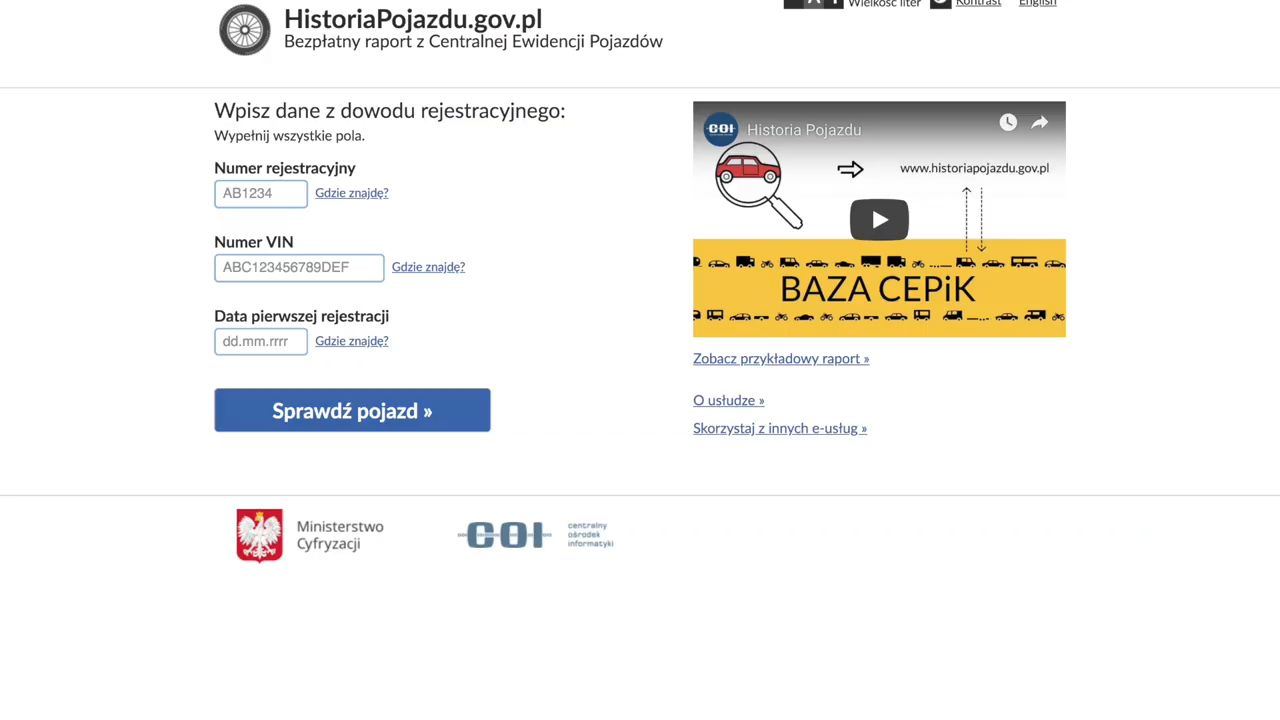 HistoriaPojazdu.gov.pl
Bezpłatny raport z Centralnej Ewidencji Pojazdów
A
Wielkość liter
Kontrast
English
Wpisz dane z dowodu rejestracyjnego:
Wypełnij wszystkie pola.
Numer rejestracyjny
AB1234
Gdzie znajdę?
Numer VIN
ABC123456789DEF
Gdzie znajdę?
Data pierwszej rejestracji
dd.mm.rrrr
Gdzie znajdę?
Sprawdź pojazd »
COI
Historia Pojazdu
www.historiapojazdu.gov.pl
BAZA CEPiK
Zobacz przykładowy raport »
O usłudze »
Skorzystaj z innych e-usług »
Ministerstwo
Cyfryzacji
COI
centralny
ośrodek
informatyki